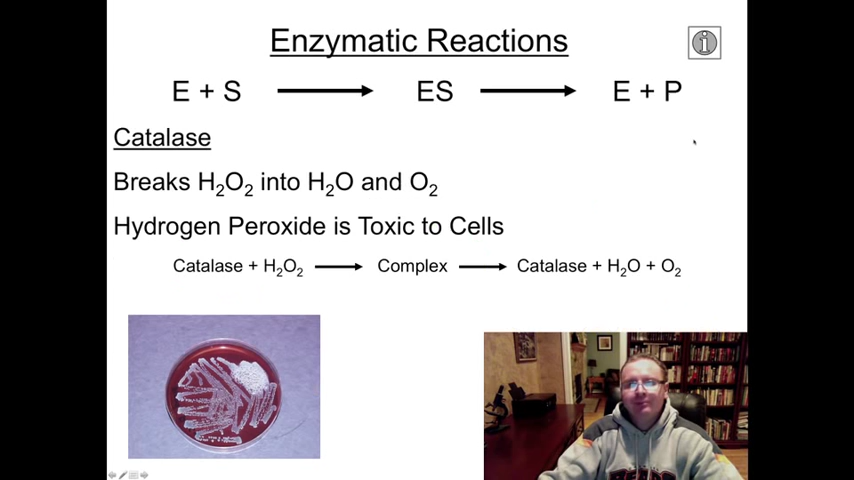 Enzymatic Reactions
E + S → ES → E + P
Catalase
Breaks H₂O₂ into H₂O and O₂
Hydrogen Peroxide is Toxic to Cells
Catalase + H₂O₂ → Complex → Catalase + H₂O + O₂